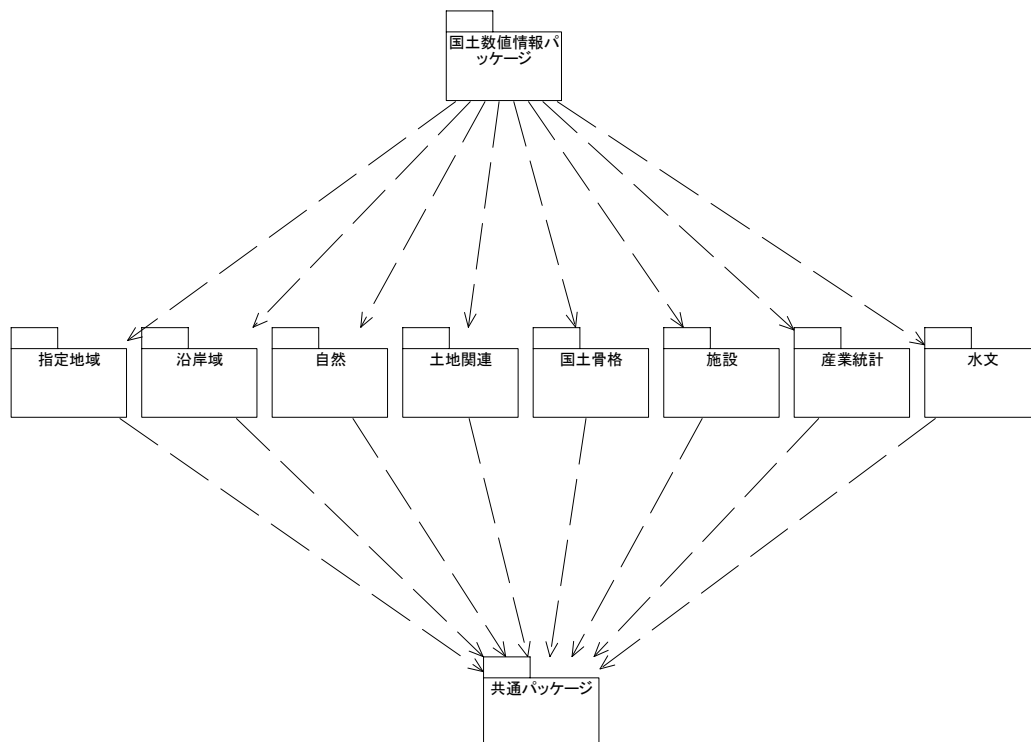 国土数値情報パ
ッケージ
指定地域
沿岸域
自然
土地関連
国土骨格
施設
産業統計
水文
共通パッケージ